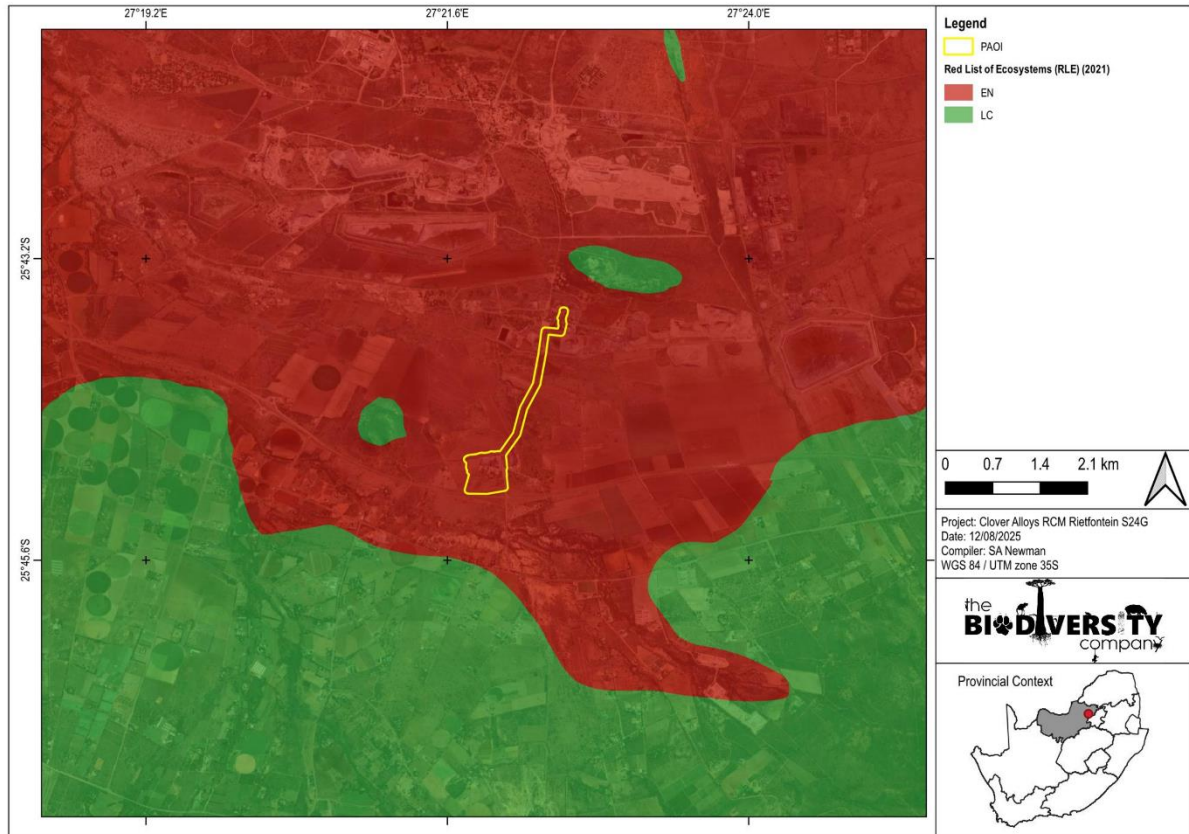 27°19.2'E 27°21.6'E 27°24.0'E
25°43.2'S
25°45.6'S
Legend
PAOI
Red List of Ecosystems (RLE) (2021)
EN
LC
0 0.7 1.4 2.1 km
Project: Clover Alloys RCM Rietfontein S24G
Date: 12/08/2025
Compiler: SA Newman
WGS 84 / UTM zone 35S
the
BIODIVERSITY
company
Provincial Context